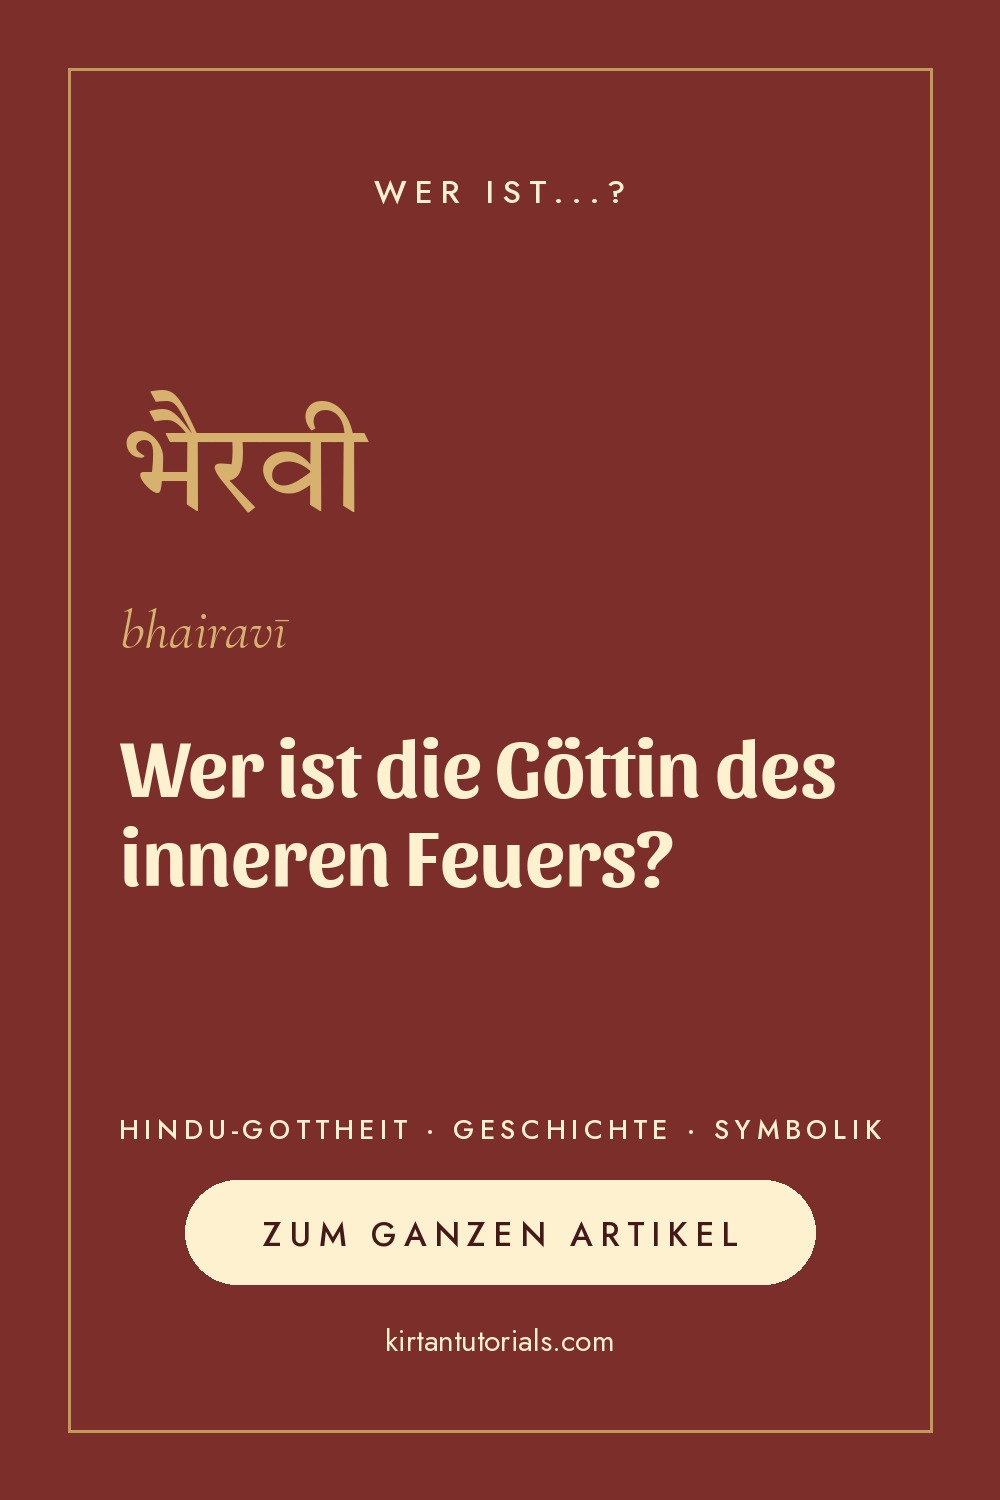 WER IST...?
भैरवी
bhairavī
Wer ist die Göttin des
inneren Feuers?
HINDU-GOTTHEIT · GESCHICHTE · SYMBOLIK
ZUM GANZEN ARTIKEL
kirtantutorials.com